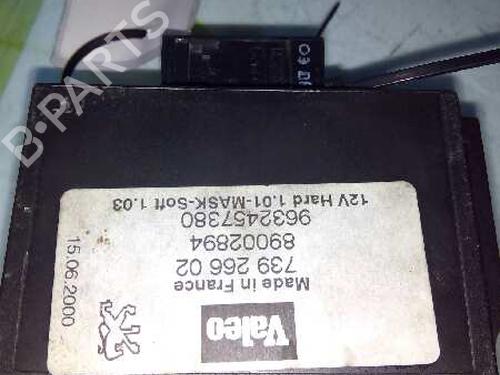 Valeo
Made in France
739 266 02
89002894
9632457380
12V Hard 1.01-MASK-Soft 1.03
15.06.2000
B-PARTS